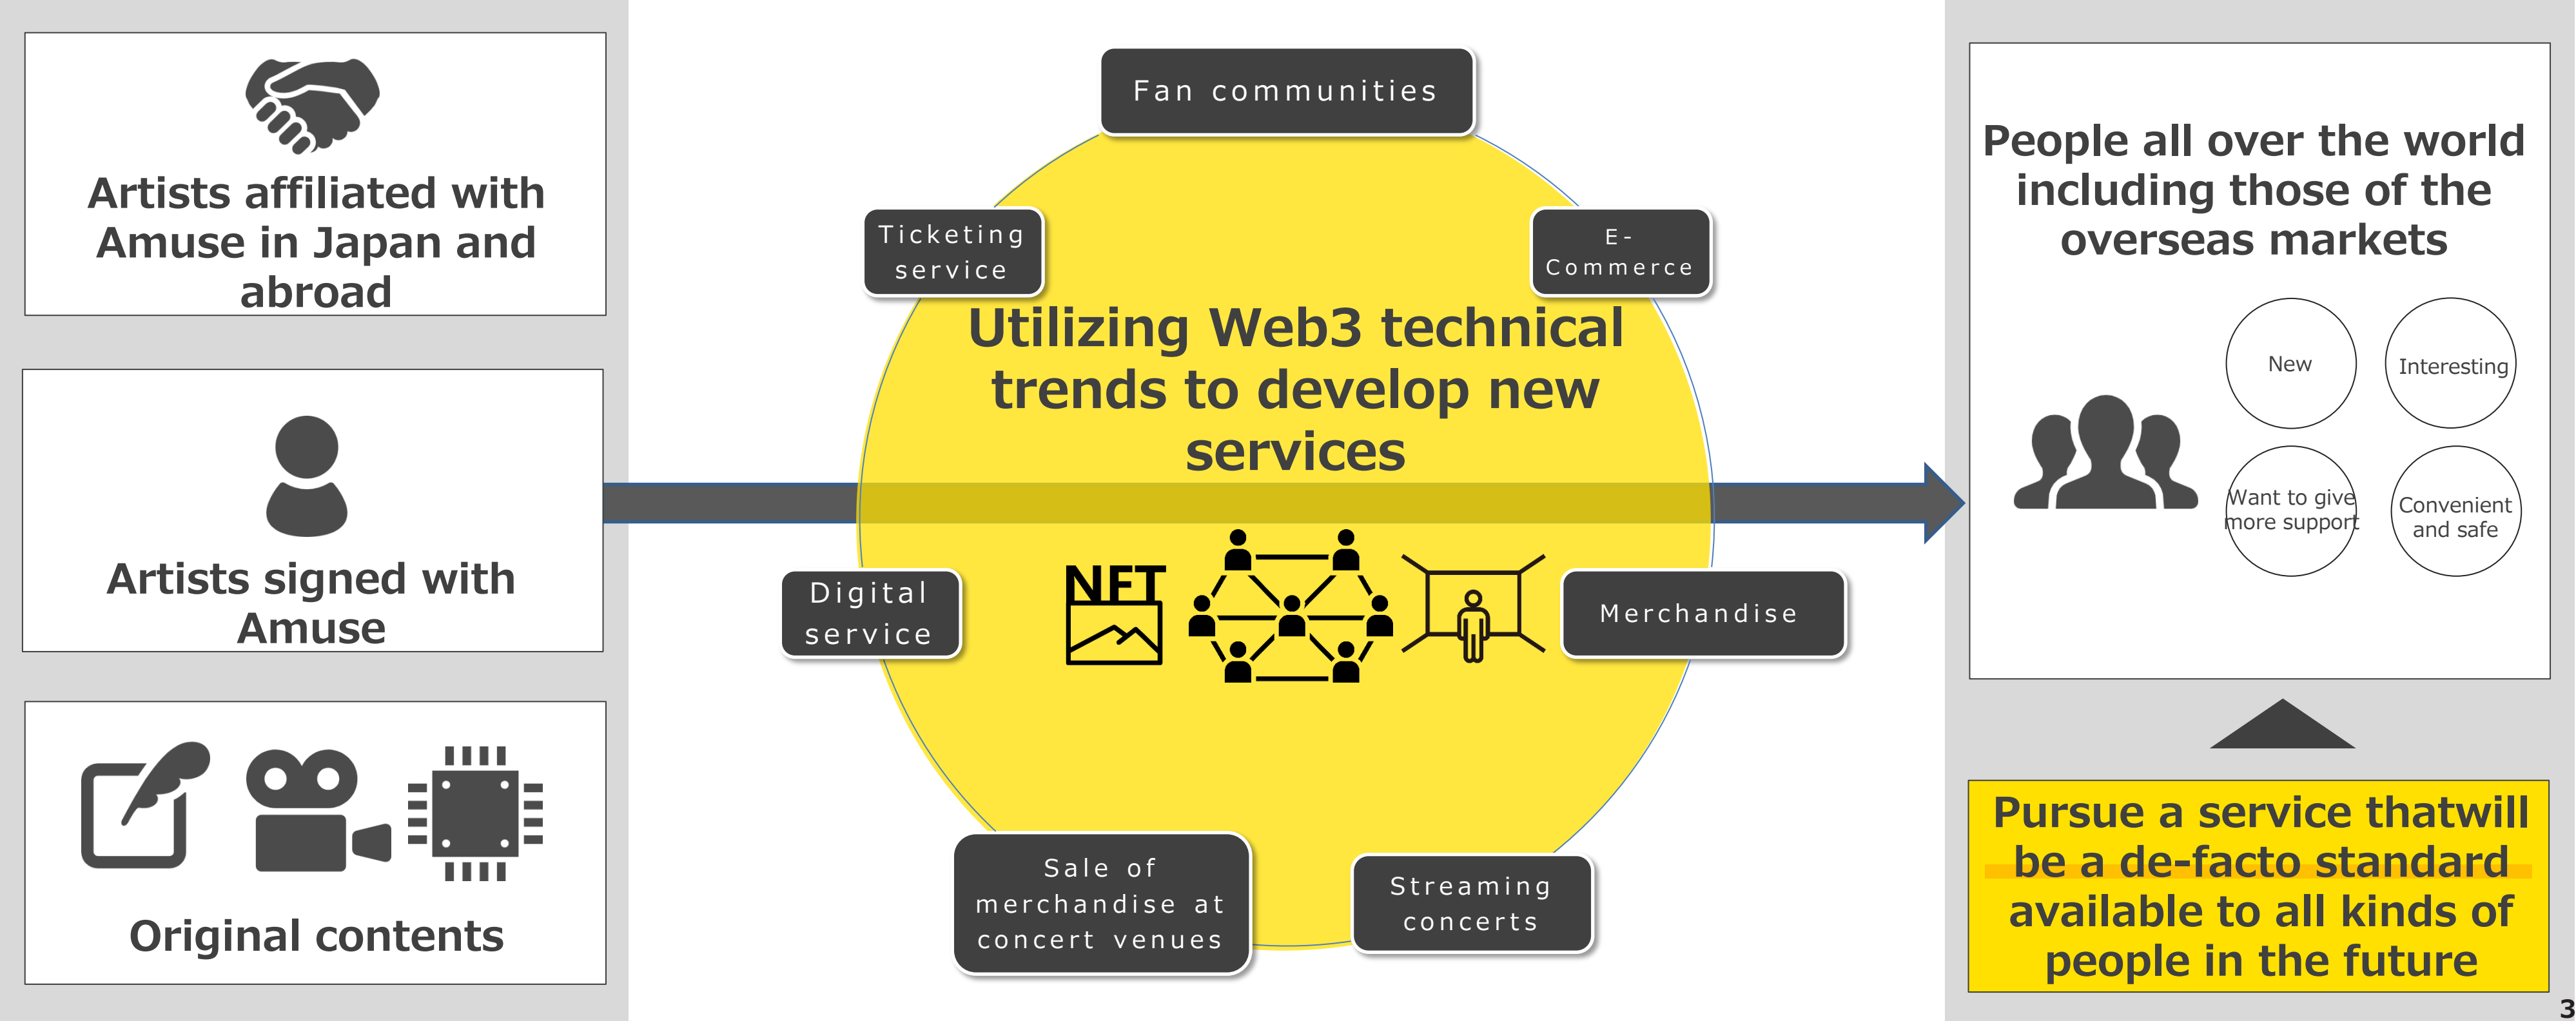 Artists affiliated with
Amuse in Japan and
abroad
Artists signed with
Amuse
Original contents
Fan communities
Ticketing
service
E-
Commerce
Utilizing Web3 technical
trends to develop new
services
NFT
Digital
service
Merchandise
Sale of
merchandise at
concert venues
Streaming
concerts
People all over the world
including those of the
overseas markets
New
Interesting
Want to give
more support
Convenient
and safe
Pursue a service thatwill
be a de-facto standard
available to all kinds of
people in the future
3